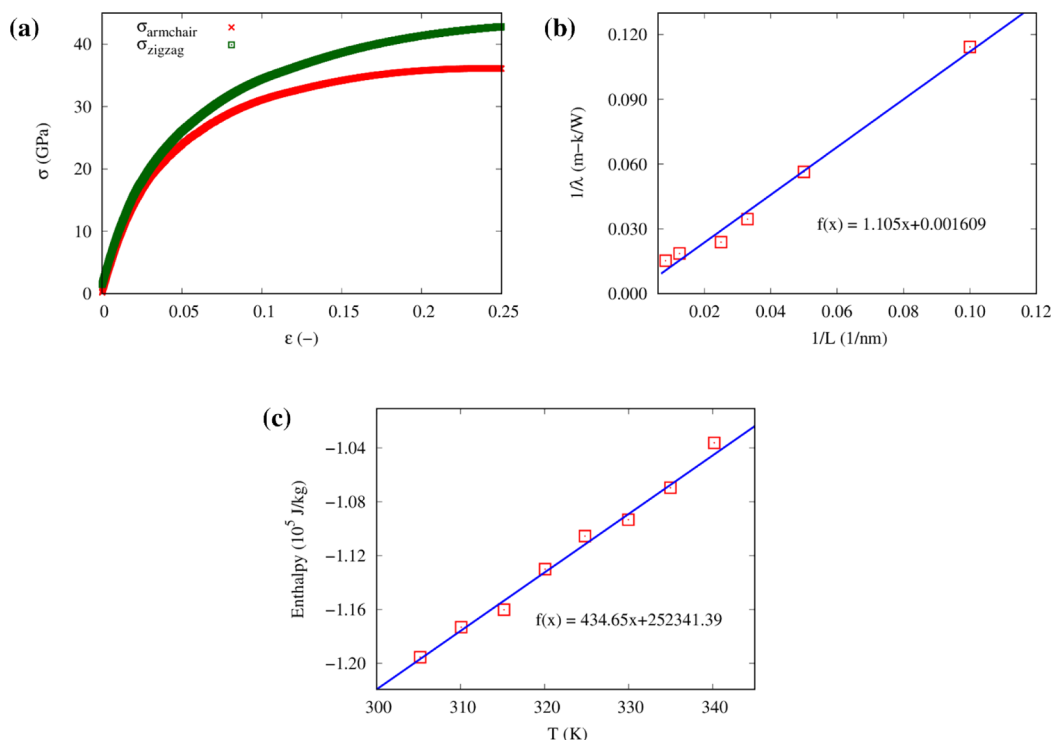 (a)
σarmchair
σzigzag
40
30
20
10
0
0
0.05
0.1
0.15
0.2
0.25
σ (GPa)
ε (−)
(b)
0.120
0.090
0.060
0.030
0.000
0.02
0.04
0.06
0.08
0.10
0.12
1/λ (m−k/W)
1/L (1/nm)
f(x) = 1.105x+0.001609
(c)
−1.04
−1.08
−1.12
−1.16
−1.20
300
310
320
330
340
Enthalpy (10⁵ J/kg)
T (K)
f(x) = 434.65x+252341.39